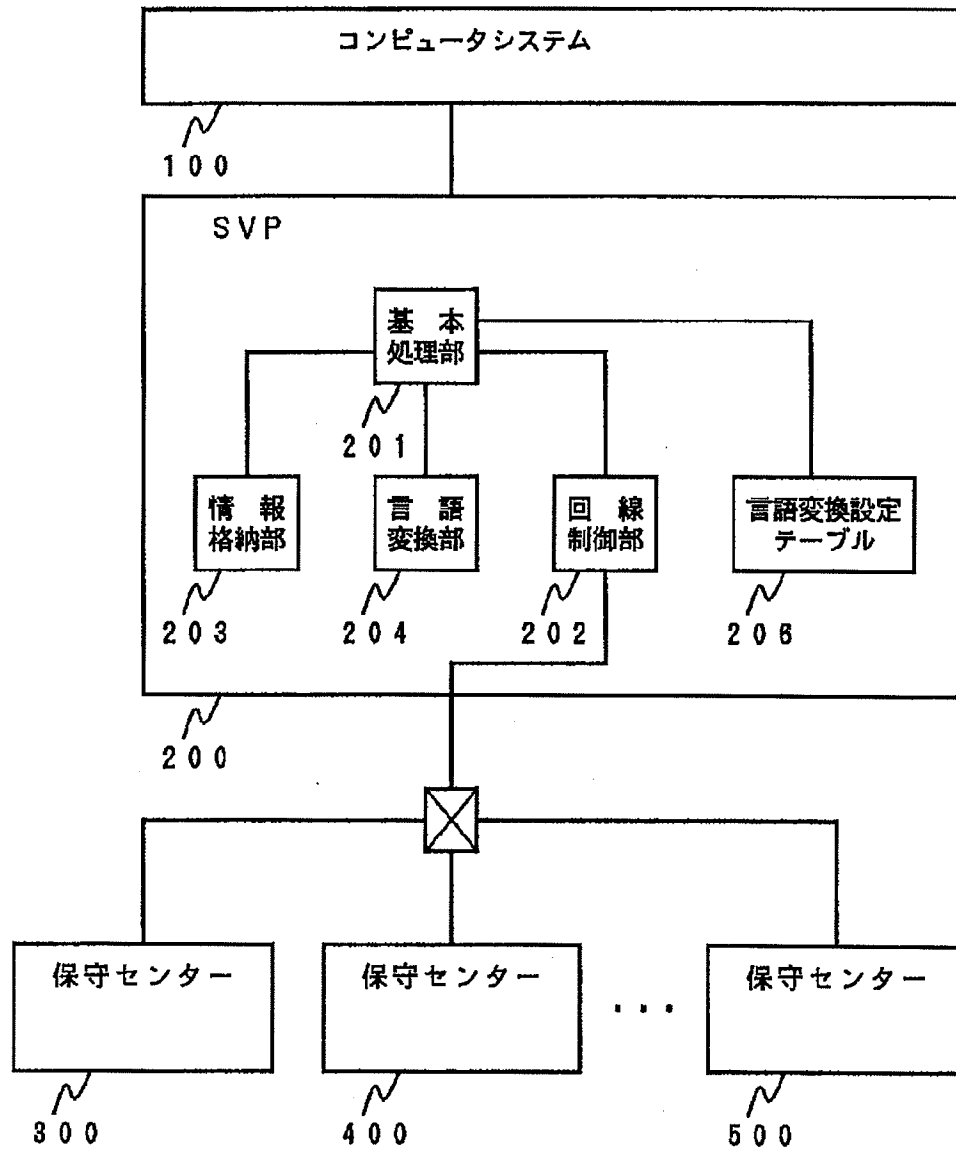 コンピュータシステム
100
SVP
基本
処理部
201
情報
格納部
言語
変換部
回線
制御部
言語変換設定
テーブル
203
204
202
206
200
保守センター
保守センター
・・・
保守センター
300
400
500